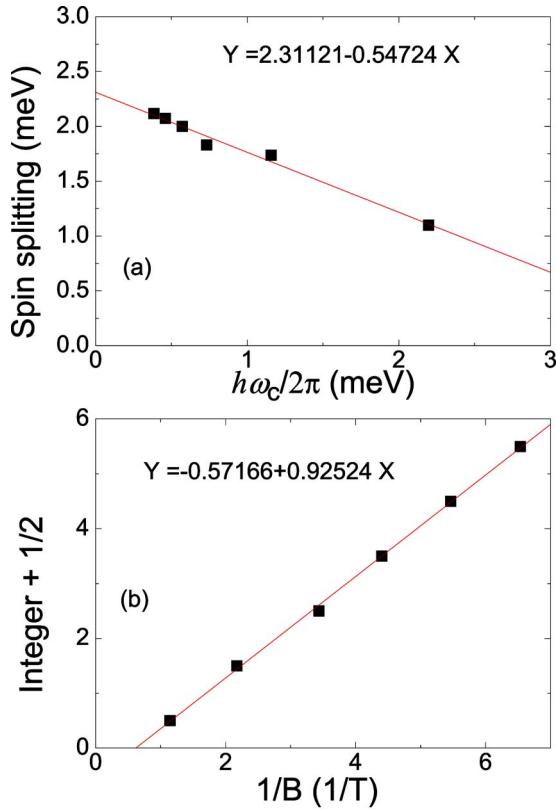 3.0
Y =2.31121-0.54724 X
2.5
2.0
1.5
1.0
(a)
0.5
0.0
Spin splitting (meV)
0 1 2 3
hω_c/2π (meV)
6
Y =-0.57166+0.92524 X
4
(b)
2
0
Integer + 1/2
0 2 4 6
1/B (1/T)